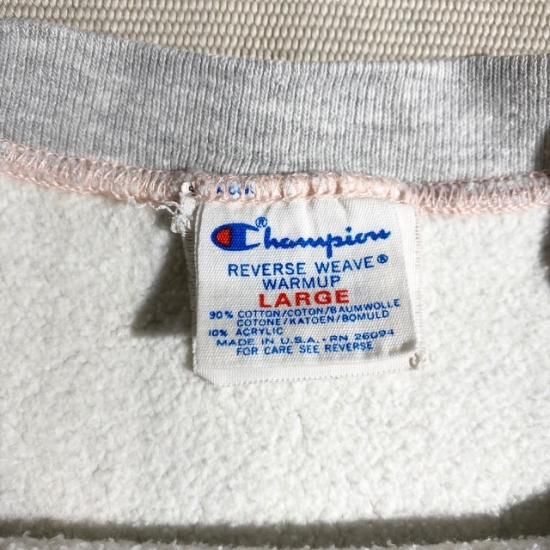 Champion®
REVERSE WEAVE®
WARMUP
LARGE
90% COTTON/COTON/BAUMWOLLE
COTONE/KATOEN/BOMULD
10% ACRYLIC
MADE IN U.S.A. - RN 26094
FOR CARE SEE REVERSE